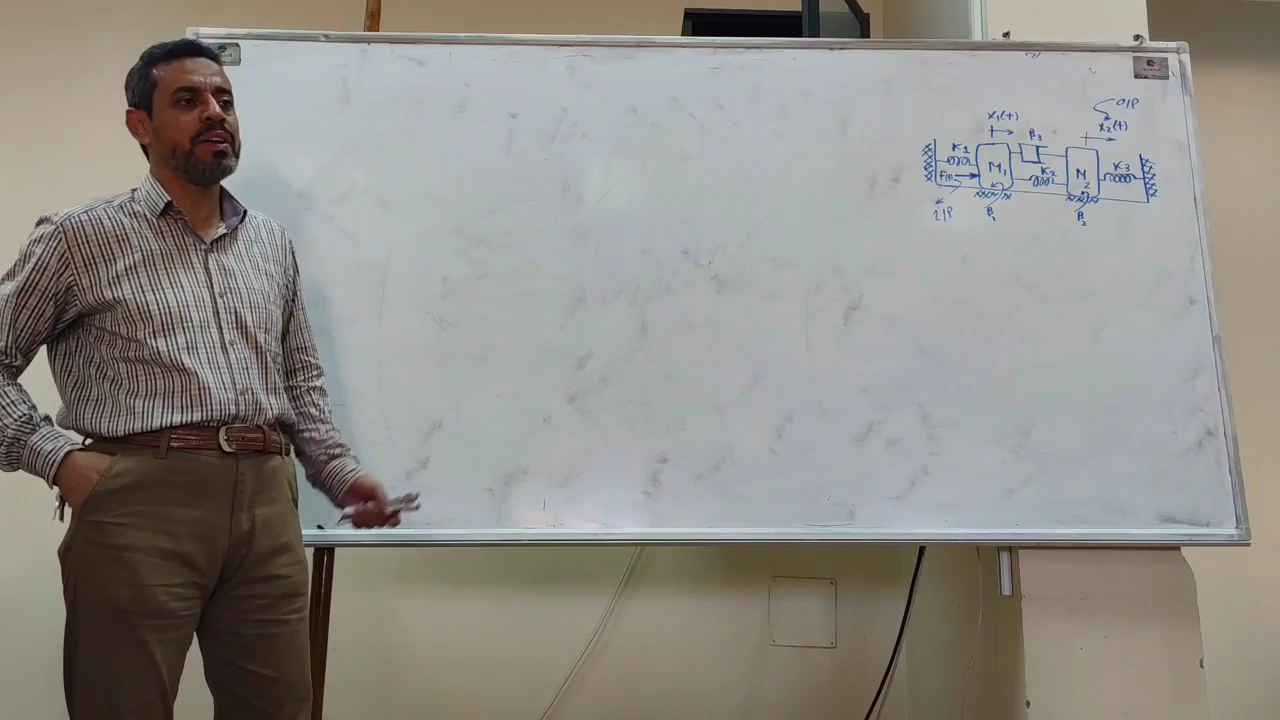 o/p
x₁(t)
x₂(t)
B₃
K₁
M₁
K₂
M₂
K₃
F(t)
i/p
B₁
B₂